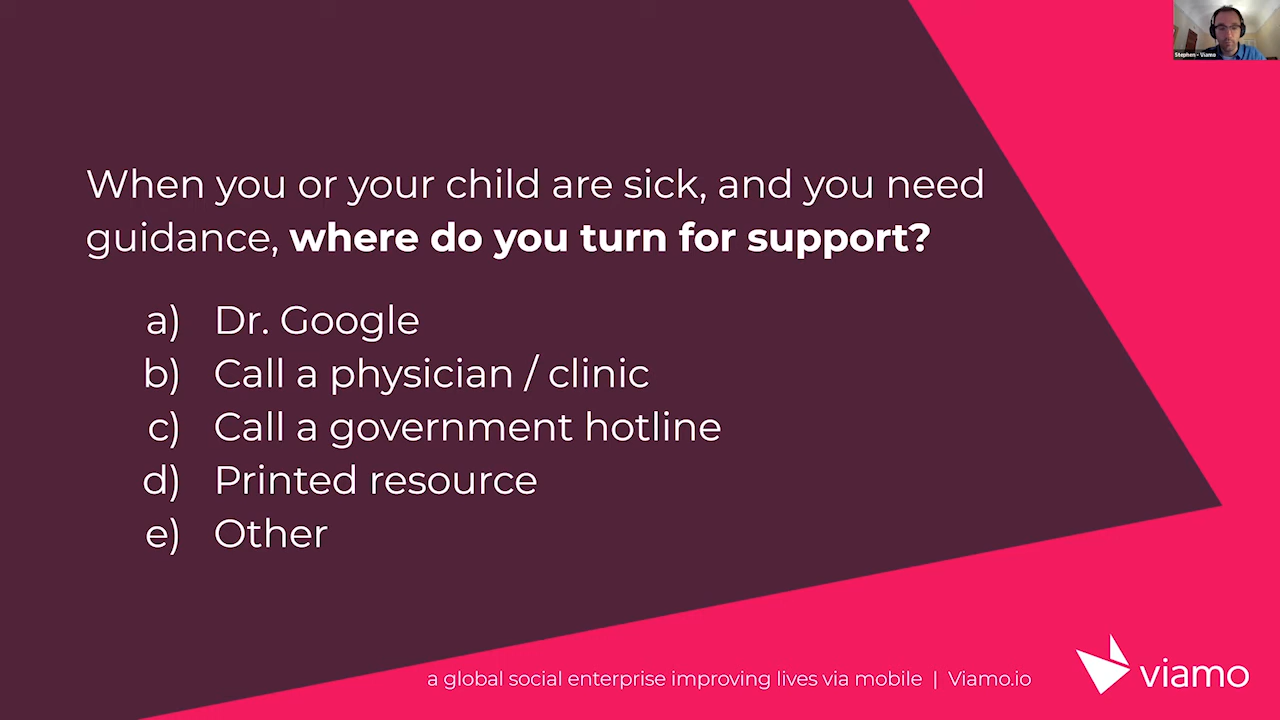 Stephen - Viamo
When you or your child are sick, and you need
guidance, where do you turn for support?
a) Dr. Google
b) Call a physician / clinic
c) Call a government hotline
d) Printed resource
e) Other
a global social enterprise improving lives via mobile | Viamo.io
viamo